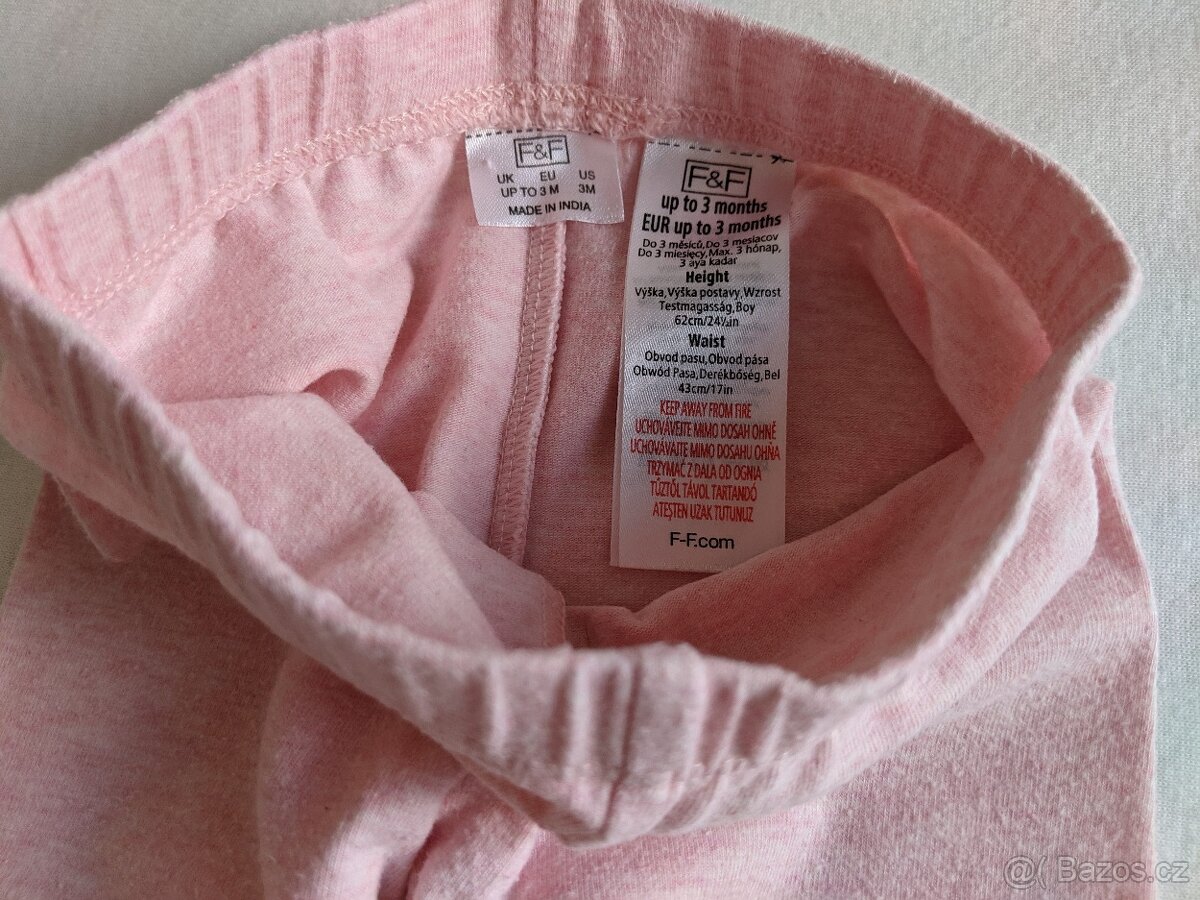 F&F
UK EU US
UP TO 3 M 3M
MADE IN INDIA
F&F
up to 3 months
EUR up to 3 months
Do 3 měsíců,Do 3 mesiacov
Do 3 miesięcy,Max. 3 hónap,
3 aya kadar
Height
Výška,Výška postavy,Wzrost
Testmagasság,Boy
62cm/24½in
Waist
Obvod pasu,Obvod pása
Obwód Pasa,Derékbőség,Bel
43cm/17in
KEEP AWAY FROM FIRE
UCHOVÁVEJTE MIMO DOSAH OHNĚ
UCHOVÁVAJTE MIMO DOSAHU OHŇA
TRZYMAĆ Z DALA OD OGNIA
TŰZTŐL TÁVOL TARTANDÓ
ATEŞTEN UZAK TUTUNUZ
F-F.com
@( Bazos.cz